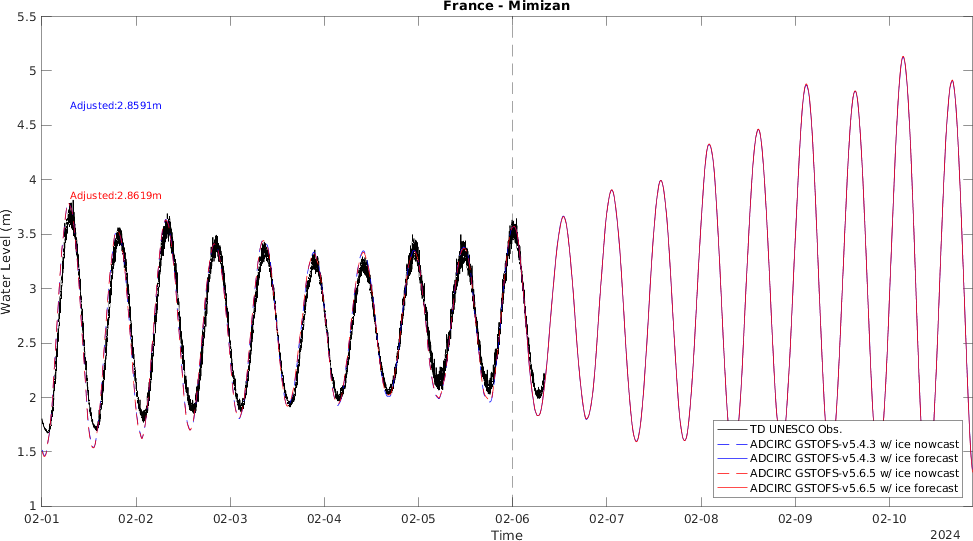 France - Mimizan
5.5
5
4.5
4
3.5
3
2.5
2
1.5
1
Water Level (m)
Adjusted:2.8591m
Adjusted:2.8619m
TD UNESCO Obs.
ADCIRC GSTOFS-v5.4.3 w/ ice nowcast
ADCIRC GSTOFS-v5.4.3 w/ ice forecast
ADCIRC GSTOFS-v5.6.5 w/ ice nowcast
ADCIRC GSTOFS-v5.6.5 w/ ice forecast
02-01 02-02 02-03 02-04 02-05 02-06 02-07 02-08 02-09 02-10
Time
2024